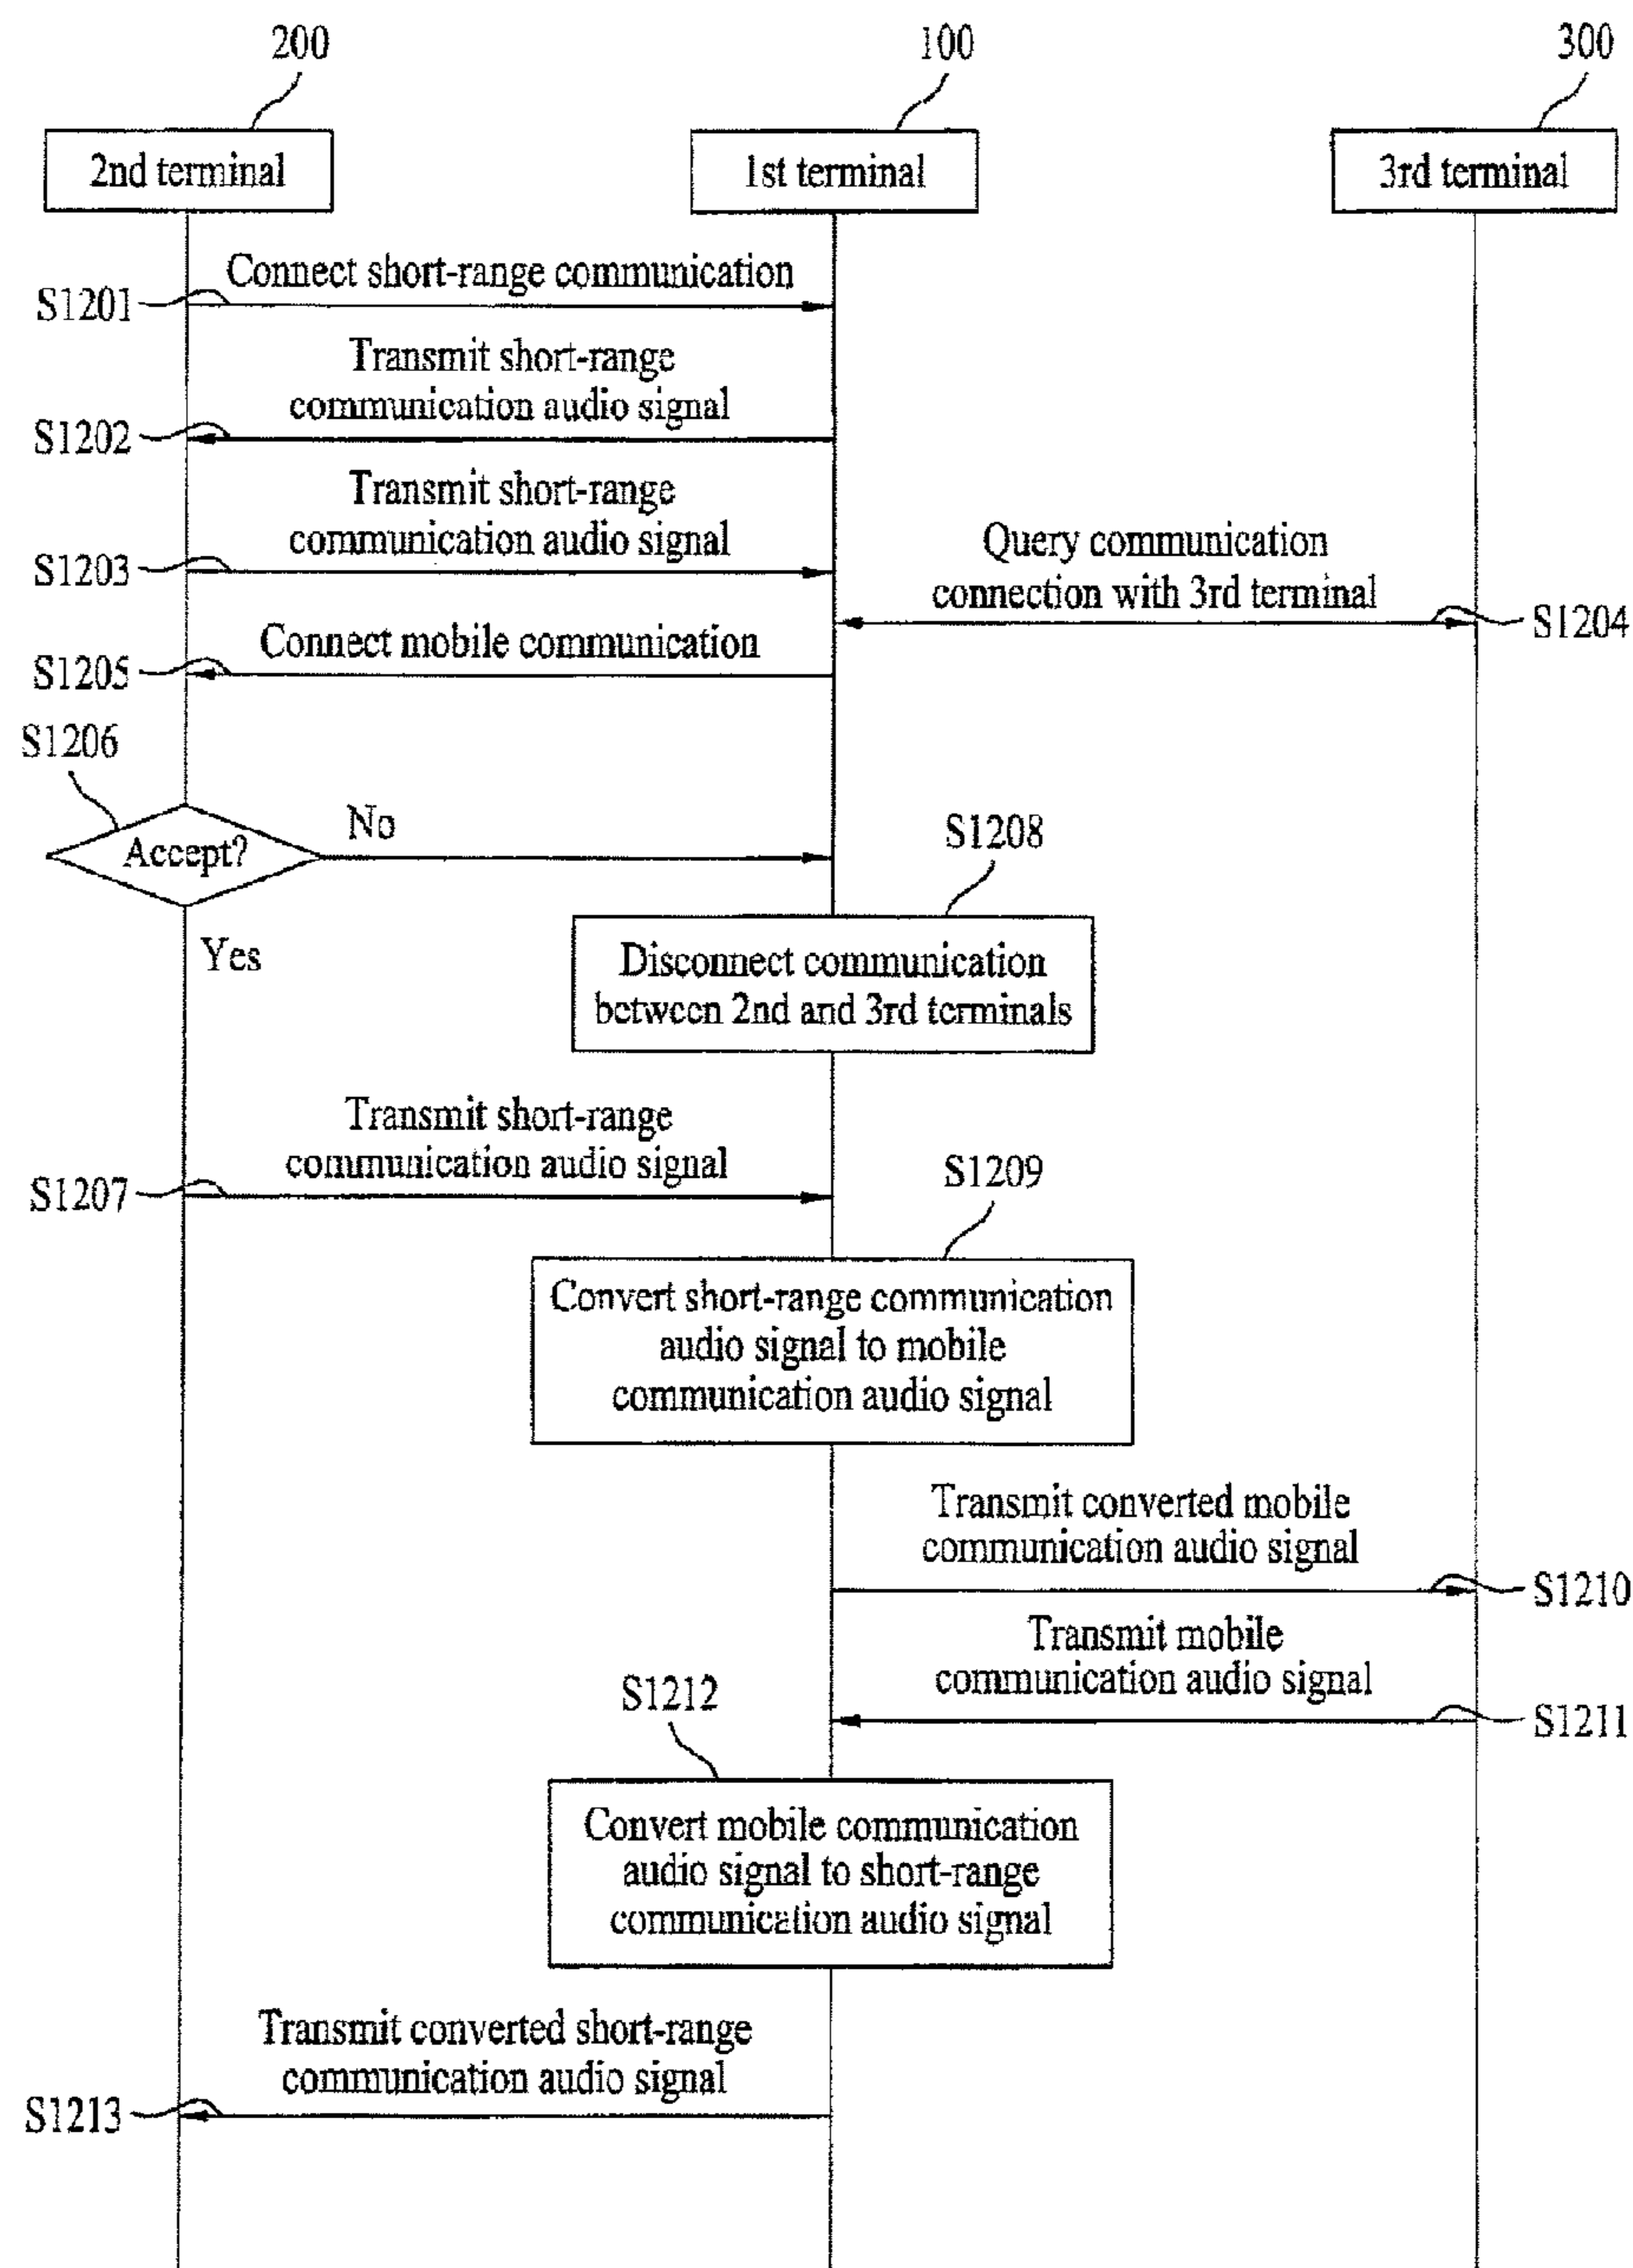 200
100
300
2nd terminal
1st terminal
3rd terminal
Connect short-range communication
S1201
Transmit short-range
communication audio signal
S1202
Transmit short-range
communication audio signal
S1203
Query communication
connection with 3rd terminal
S1204
Connect mobile communication
S1205
S1206
Accept?
No
Yes
S1208
Disconnect communication
between 2nd and 3rd terminals
Transmit short-range
communication audio signal
S1207
S1209
Convert short-range communication
audio signal to mobile
communication audio signal
Transmit converted mobile
communication audio signal
S1210
Transmit mobile
communication audio signal
S1211
S1212
Convert mobile communication
audio signal to short-range
communication audio signal
Transmit converted short-range
communication audio signal
S1213